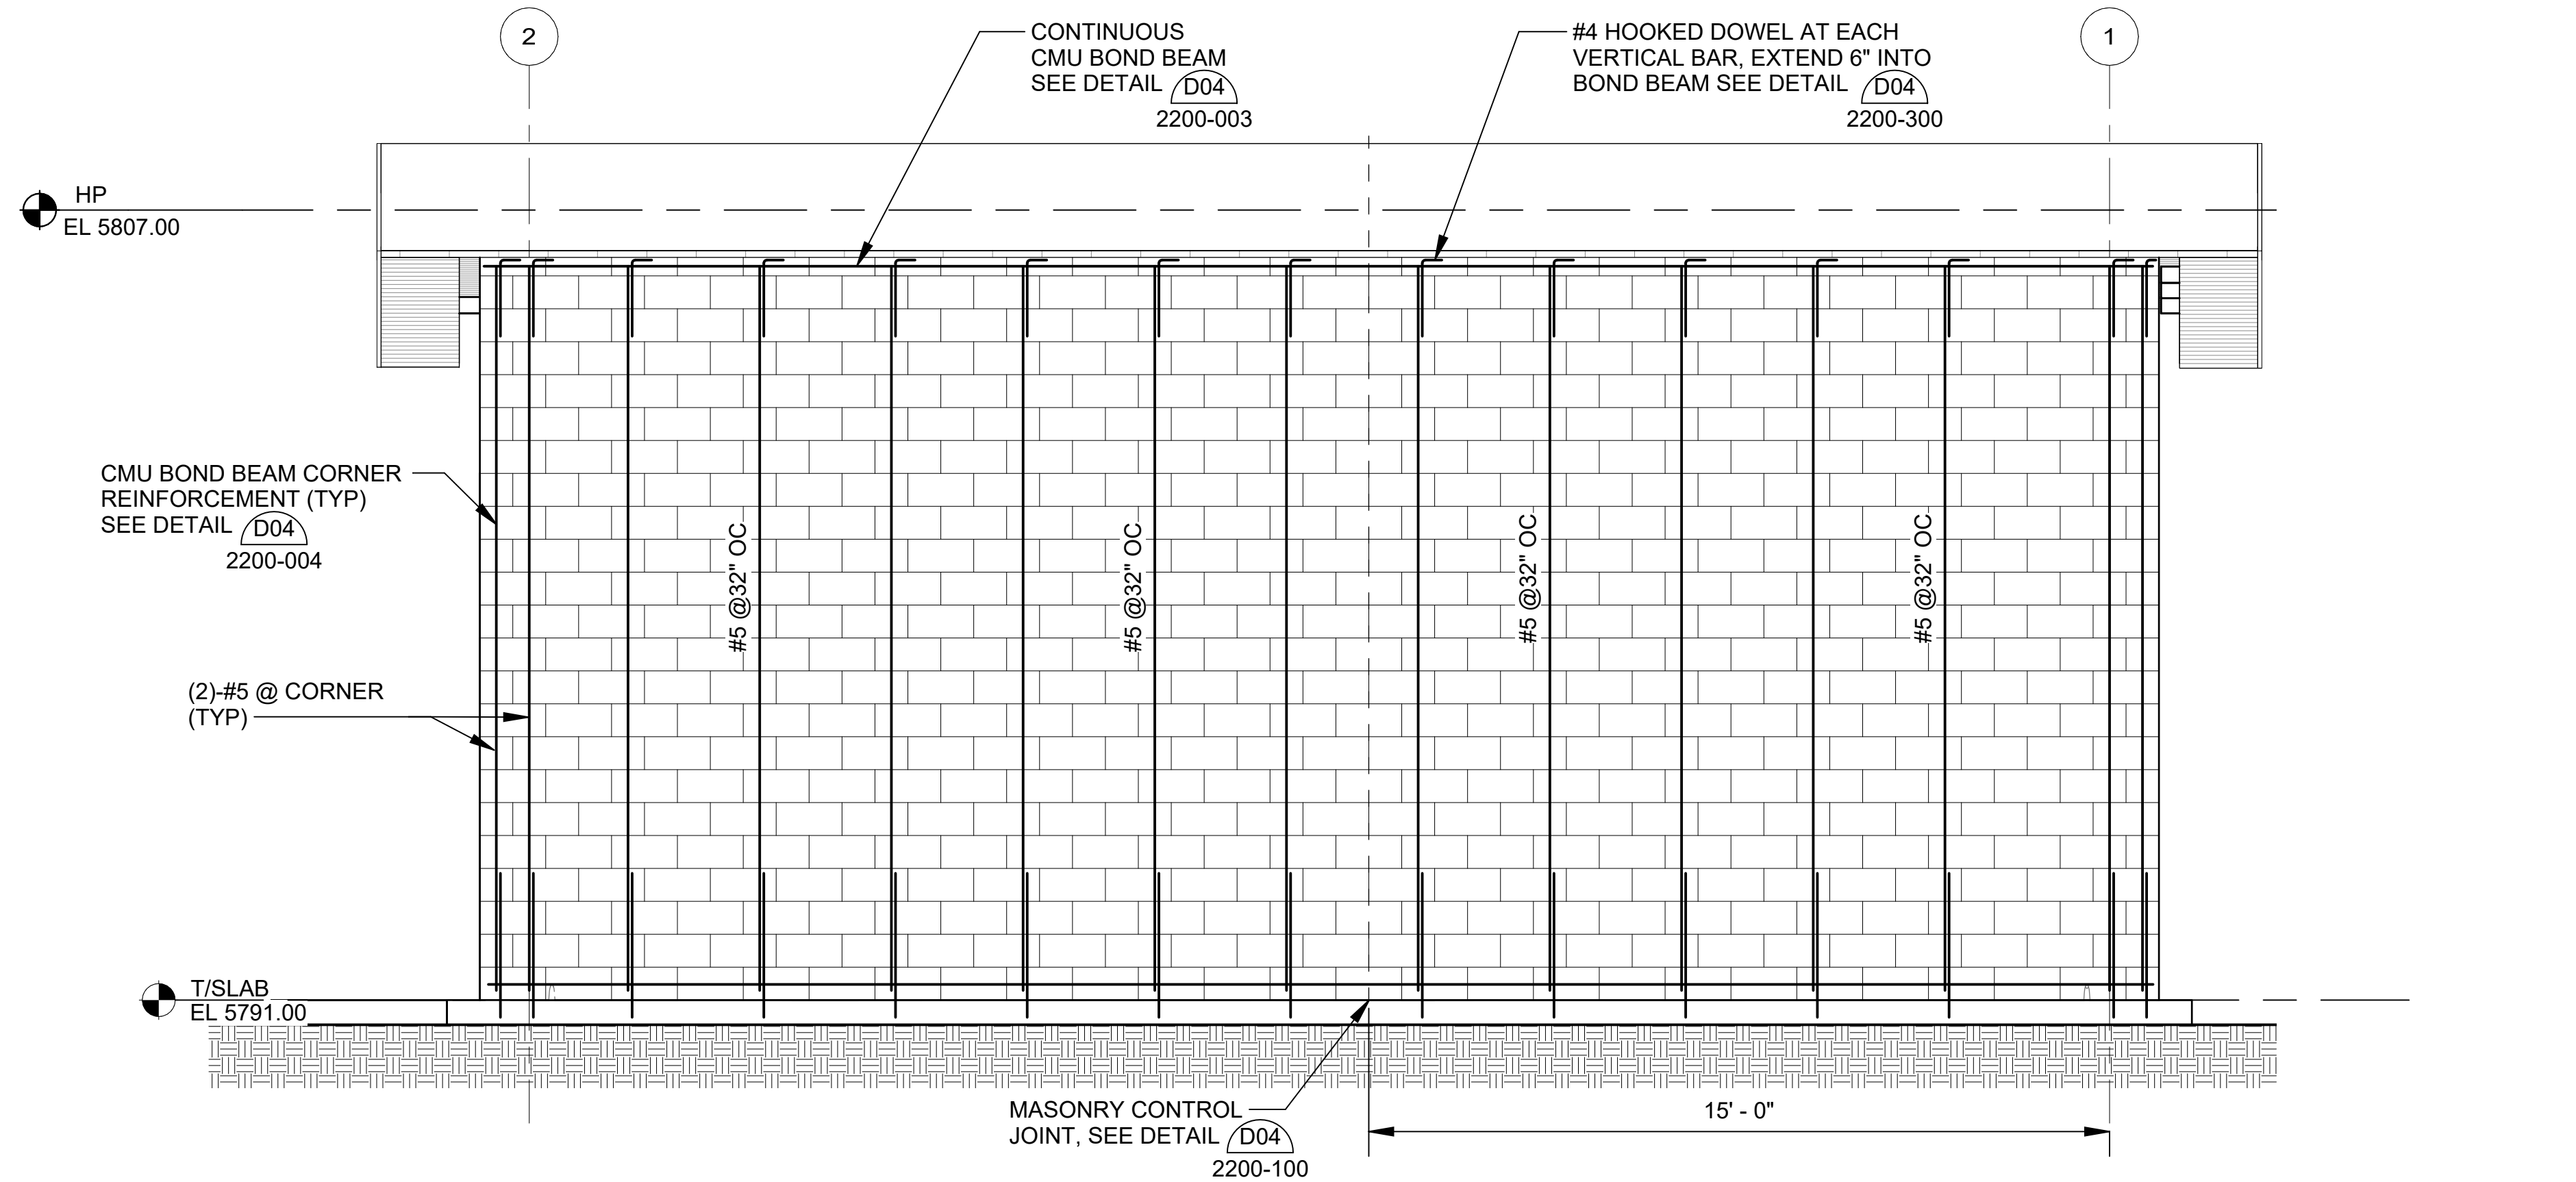 2
CONTINUOUS
CMU BOND BEAM
SEE DETAIL D04
2200-003
#4 HOOKED DOWEL AT EACH
VERTICAL BAR, EXTEND 6" INTO
BOND BEAM SEE DETAIL D04
2200-300
1
HP
EL 5807.00
CMU BOND BEAM CORNER
REINFORCEMENT (TYP)
SEE DETAIL D04
2200-004
#5 @32" OC
#5 @32" OC
#5 @32" OC
#5 @32" OC
(2)-#5 @ CORNER
(TYP)
T/SLAB
EL 5791.00
MASONRY CONTROL
JOINT, SEE DETAIL D04
2200-100
15' - 0"